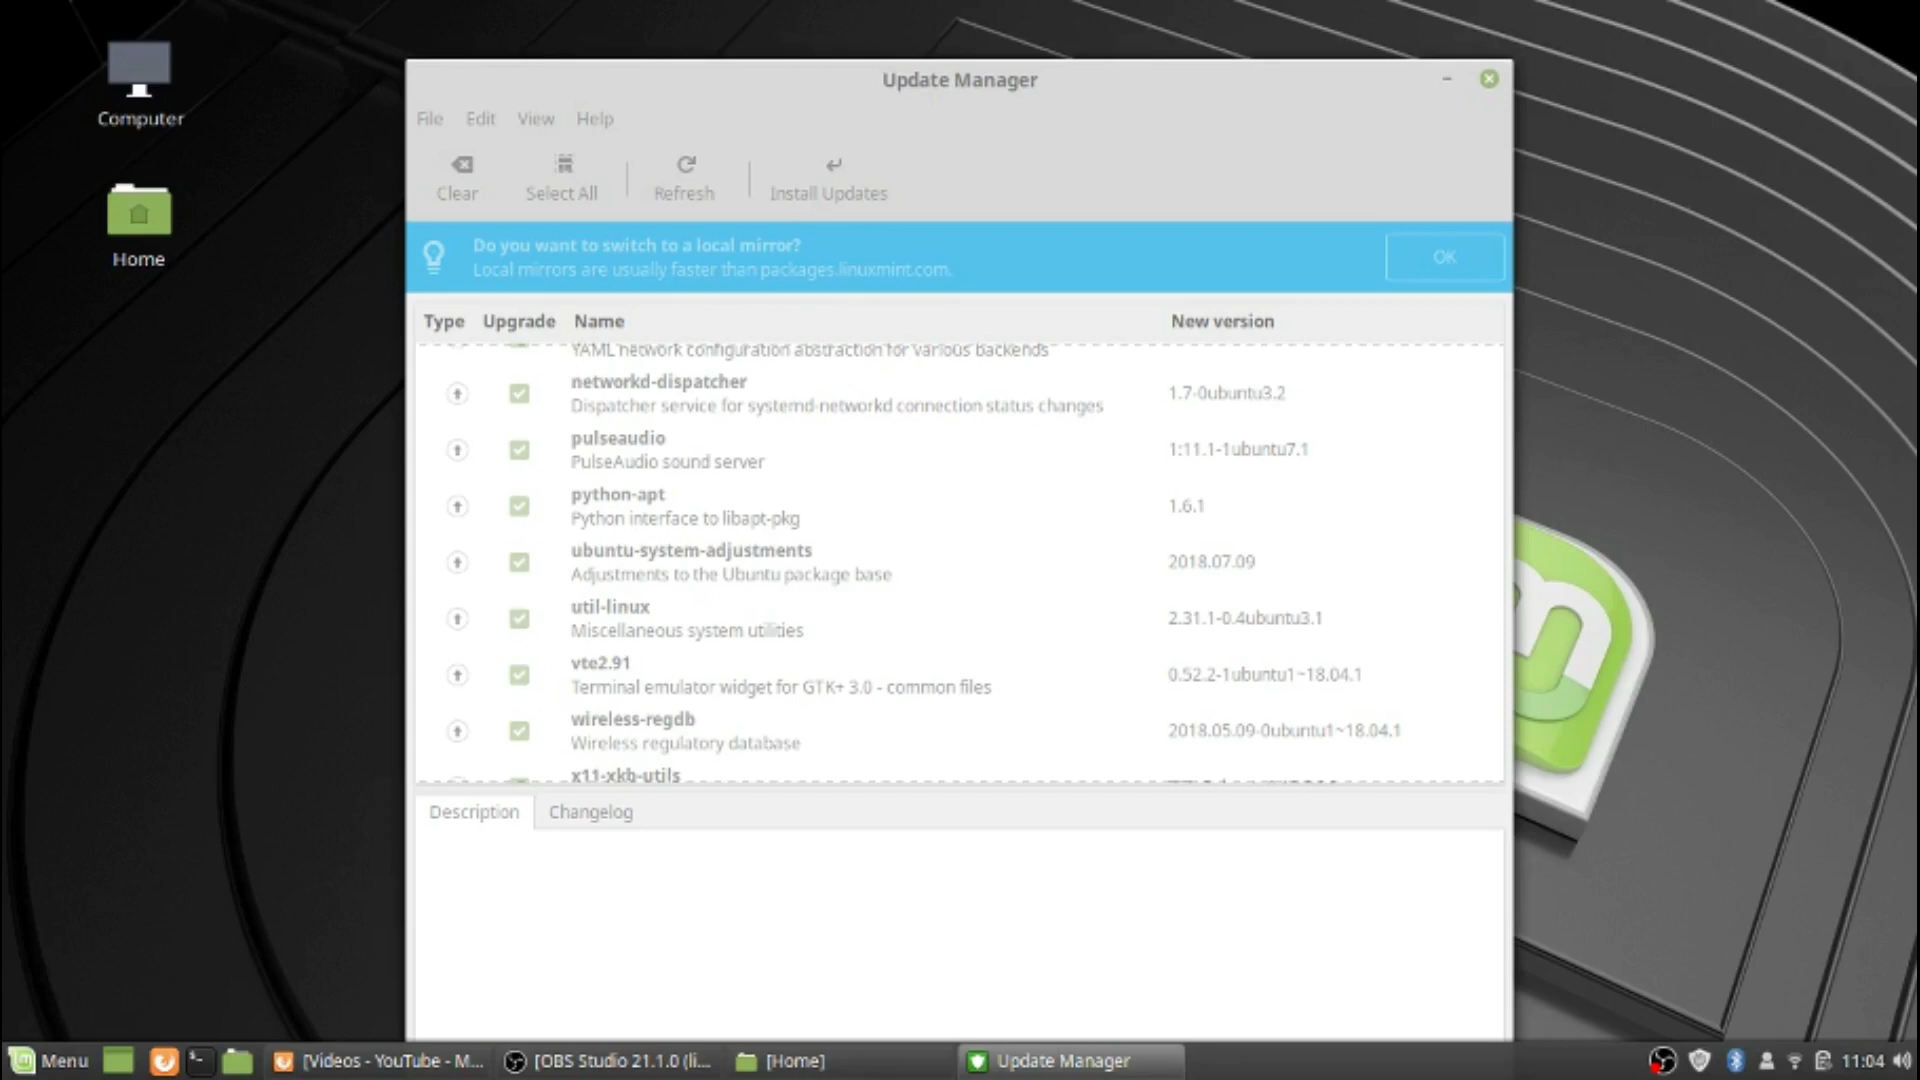 Computer
Home
Update Manager
File Edit View Help
Clear Select All Refresh Install Updates
Do you want to switch to a local mirror?
Local mirrors are usually faster than packages.linuxmint.com.
OK
Type Upgrade Name New version
YAML network configuration abstraction for various backends
networkd-dispatcher
Dispatcher service for systemd-networkd connection status changes
1.7-0ubuntu3.2
pulseaudio
PulseAudio sound server
1:11.1-1ubuntu7.1
python-apt
Python interface to libapt-pkg
1.6.1
ubuntu-system-adjustments
Adjustments to the Ubuntu package base
2018.07.09
util-linux
Miscellaneous system utilities
2.31.1-0.4ubuntu3.1
vte2.91
Terminal emulator widget for GTK+ 3.0 - common files
0.52.2-1ubuntu1~18.04.1
wireless-regdb
Wireless regulatory database
2018.05.09-0ubuntu1~18.04.1
x11-xkb-utils
Description Changelog
Menu [Videos - YouTube - M... [OBS Studio 21.1.0 (li... [Home] Update Manager 11:04